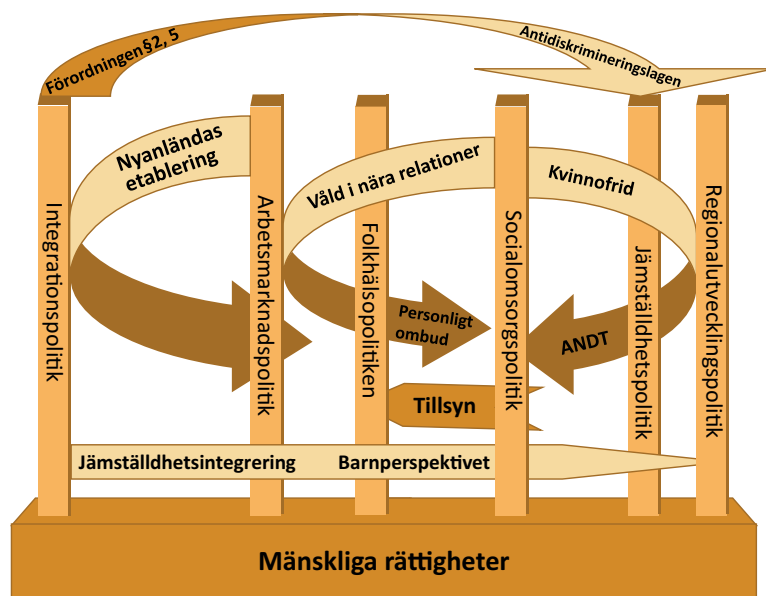 Förordningen §2, 5
Antidiskrimineringslagen
Nyanländas
etablering
Våld i nära relationer
Kvinnofrid
Integrationspolitik
Arbetsmarknadspolitik
Folkhälsopolitiken
Socialomsorgspolitik
Jämställdhetspolitik
Regionalutvecklingspolitik
Personligt
ombud
ANDT
Tillsyn
Jämställdhetsintegrering
Barnperspektivet
Mänskliga rättigheter